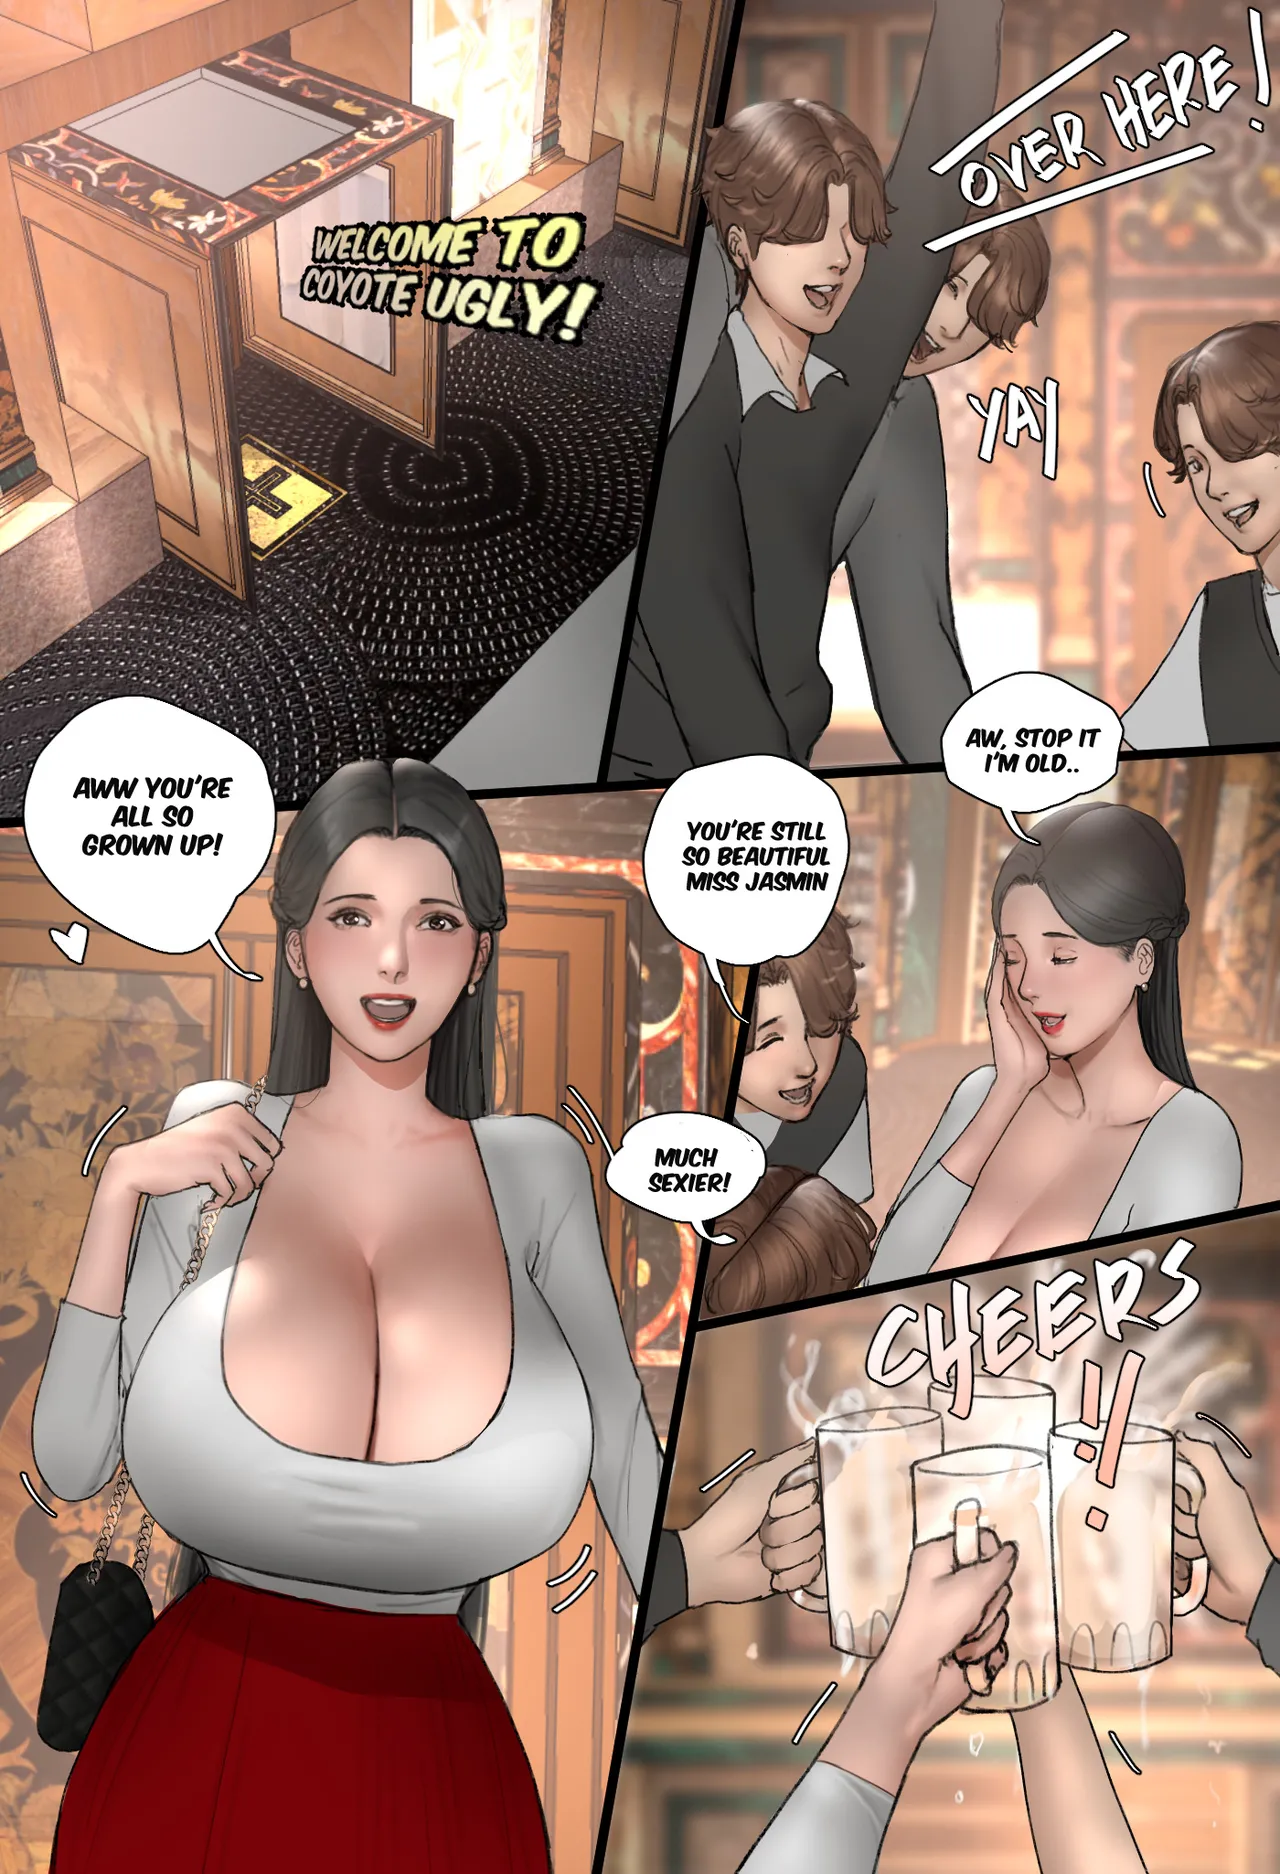 WELCOME TO
COYOTE UGLY!
OVER HERE!
YAY
AWW YOU'RE
ALL SO
GROWN UP!
YOU'RE STILL
SO BEAUTIFUL
MISS JASMIN
AW, STOP IT
I'M OLD..
MUCH
SEXIER!
CHEERS
!!